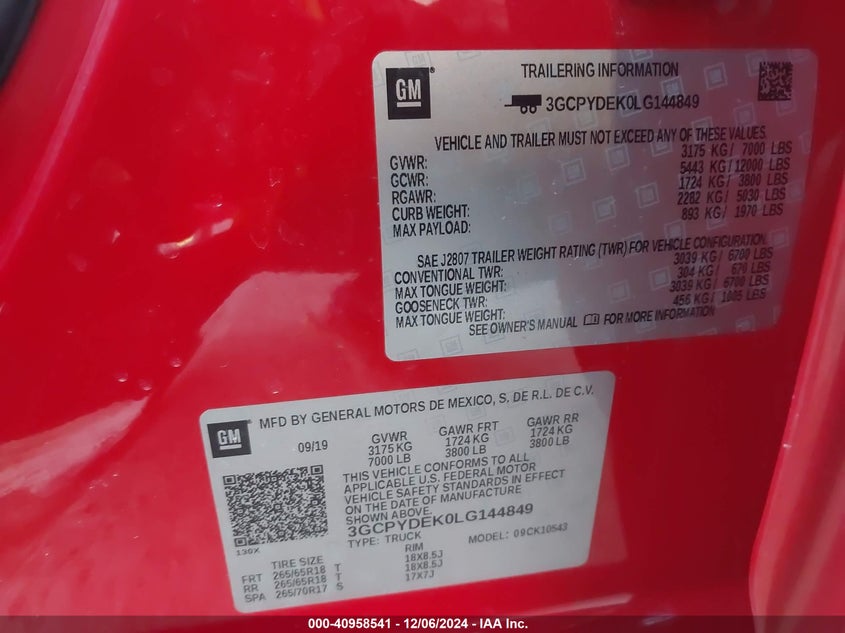 GM
TRAILERING INFORMATION
3GCPYDEK0LG144849
VEHICLE AND TRAILER MUST NOT EXCEED ANY OF THESE VALUES.
GVWR: 3175 KG/ 7000 LBS
GCWR: 5443 KG/12000 LBS
RGAWR: 1724 KG/ 3800 LBS
CURB WEIGHT: 2282 KG/ 5030 LBS
MAX PAYLOAD: 893 KG/ 1970 LBS
SAE J2807 TRAILER WEIGHT RATING (TWR) FOR VEHICLE CONFIGURATION.
CONVENTIONAL TWR: 3039 KG/ 6700 LBS
MAX TONGUE WEIGHT: 304 KG/ 670 LBS
GOOSENECK TWR: 3039 KG/ 6700 LBS
MAX TONGUE WEIGHT: 456 KG/ 1005 LBS
SEE OWNER'S MANUAL FOR MORE INFORMATION
GM
MFD BY GENERAL MOTORS DE MEXICO, S. DE R.L. DE C.V.
09/19 GVWR GAWR FRT GAWR RR
3175 KG 1724 KG 1724 KG
7000 LB 3800 LB 3800 LB
THIS VEHICLE CONFORMS TO ALL
APPLICABLE U.S. FEDERAL MOTOR
VEHICLE SAFETY STANDARDS IN EFFECT
ON THE DATE OF MANUFACTURE
SHOWN ABOVE.
3GCPYDEK0LG144849
130X TYPE: TRUCK MODEL: 09CK10543
TIRE SIZE RIM
FRT 265/65R18 T 18X8.5J
RR 265/65R18 T 18X8.5J
SPA 265/70R17 S 17X7J
000-40958541 - 12/06/2024 - IAA Inc.